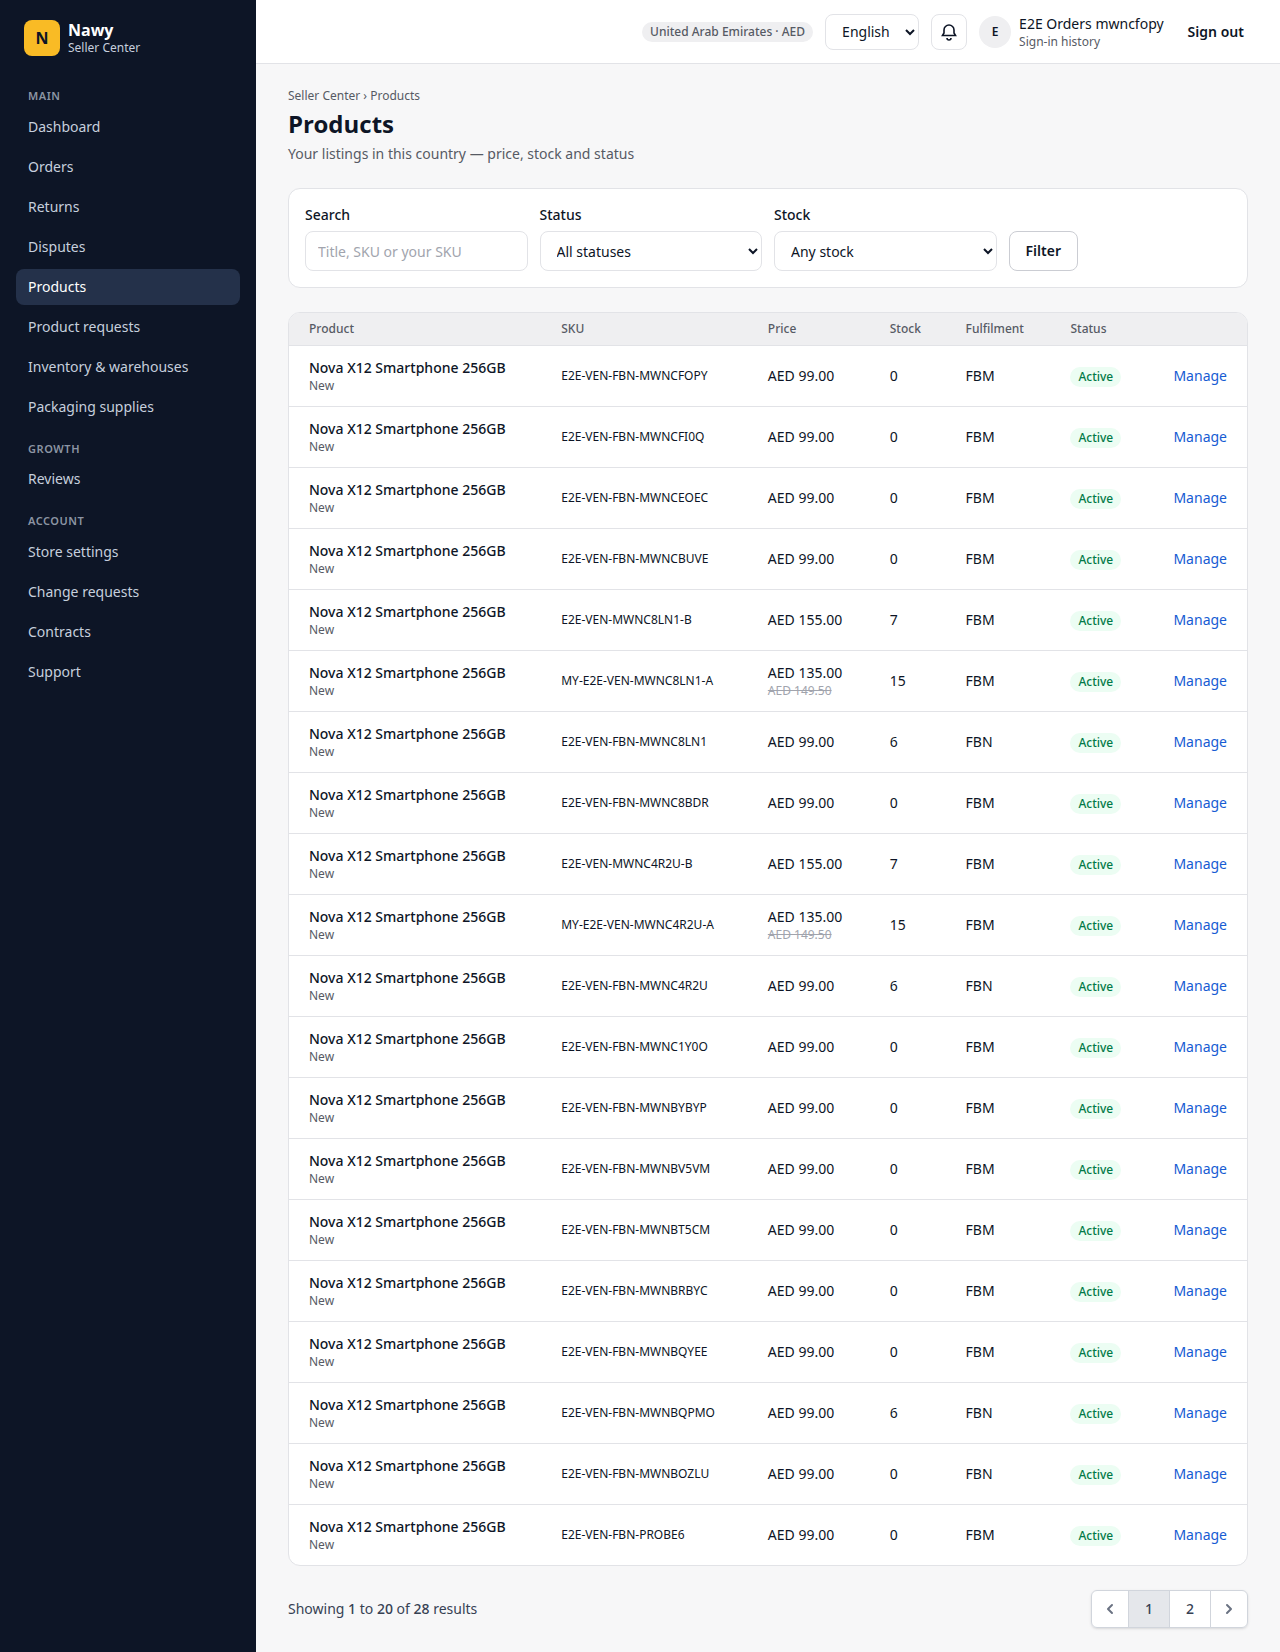 N
Nawy
Seller Center
MAIN
Dashboard
Orders
Returns
Disputes
Products
Product requests
Inventory & warehouses
Packaging supplies
GROWTH
Reviews
ACCOUNT
Store settings
Change requests
Contracts
Support
United Arab Emirates · AED
English
E
E2E Orders mwncfopy
Sign-in history
Sign out
Seller Center › Products
Products
Your listings in this country — price, stock and status
Search Status Stock
Title, SKU or your SKU All statuses Any stock Filter
Product SKU Price Stock Fulfilment Status
Nova X12 Smartphone 256GB
New
E2E-VEN-FBN-MWNCFOPY AED 99.00 0 FBM Active Manage
Nova X12 Smartphone 256GB
New
E2E-VEN-FBN-MWNCFI0Q AED 99.00 0 FBM Active Manage
Nova X12 Smartphone 256GB
New
E2E-VEN-FBN-MWNCEOEC AED 99.00 0 FBM Active Manage
Nova X12 Smartphone 256GB
New
E2E-VEN-FBN-MWNCBUVE AED 99.00 0 FBM Active Manage
Nova X12 Smartphone 256GB
New
E2E-VEN-MWNC8LN1-B AED 155.00 7 FBM Active Manage
Nova X12 Smartphone 256GB
New
MY-E2E-VEN-MWNC8LN1-A AED 135.00
AED 149.50
15 FBM Active Manage
Nova X12 Smartphone 256GB
New
E2E-VEN-FBN-MWNC8LN1 AED 99.00 6 FBN Active Manage
Nova X12 Smartphone 256GB
New
E2E-VEN-FBN-MWNC8BDR AED 99.00 0 FBM Active Manage
Nova X12 Smartphone 256GB
New
E2E-VEN-MWNC4R2U-B AED 155.00 7 FBM Active Manage
Nova X12 Smartphone 256GB
New
MY-E2E-VEN-MWNC4R2U-A AED 135.00
AED 149.50
15 FBM Active Manage
Nova X12 Smartphone 256GB
New
E2E-VEN-FBN-MWNC4R2U AED 99.00 6 FBN Active Manage
Nova X12 Smartphone 256GB
New
E2E-VEN-FBN-MWNC1Y0O AED 99.00 0 FBM Active Manage
Nova X12 Smartphone 256GB
New
E2E-VEN-FBN-MWNBYBYP AED 99.00 0 FBM Active Manage
Nova X12 Smartphone 256GB
New
E2E-VEN-FBN-MWNBV5VM AED 99.00 0 FBM Active Manage
Nova X12 Smartphone 256GB
New
E2E-VEN-FBN-MWNBT5CM AED 99.00 0 FBM Active Manage
Nova X12 Smartphone 256GB
New
E2E-VEN-FBN-MWNBRBYC AED 99.00 0 FBM Active Manage
Nova X12 Smartphone 256GB
New
E2E-VEN-FBN-MWNBQYEE AED 99.00 0 FBM Active Manage
Nova X12 Smartphone 256GB
New
E2E-VEN-FBN-MWNBQPMO AED 99.00 6 FBN Active Manage
Nova X12 Smartphone 256GB
New
E2E-VEN-FBN-MWNBOZLU AED 99.00 0 FBN Active Manage
Nova X12 Smartphone 256GB
New
E2E-VEN-FBN-PROBE6 AED 99.00 0 FBM Active Manage
Showing 1 to 20 of 28 results
1 2